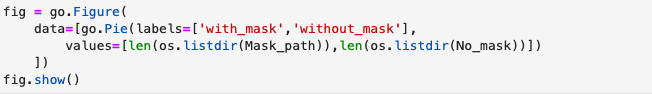 fig = go.Figure(
    data=[go.Pie(labels=['with_mask','without_mask'],
        values=[len(os.listdir(Mask_path)),len(os.listdir(No_mask))])
    ])
fig.show()